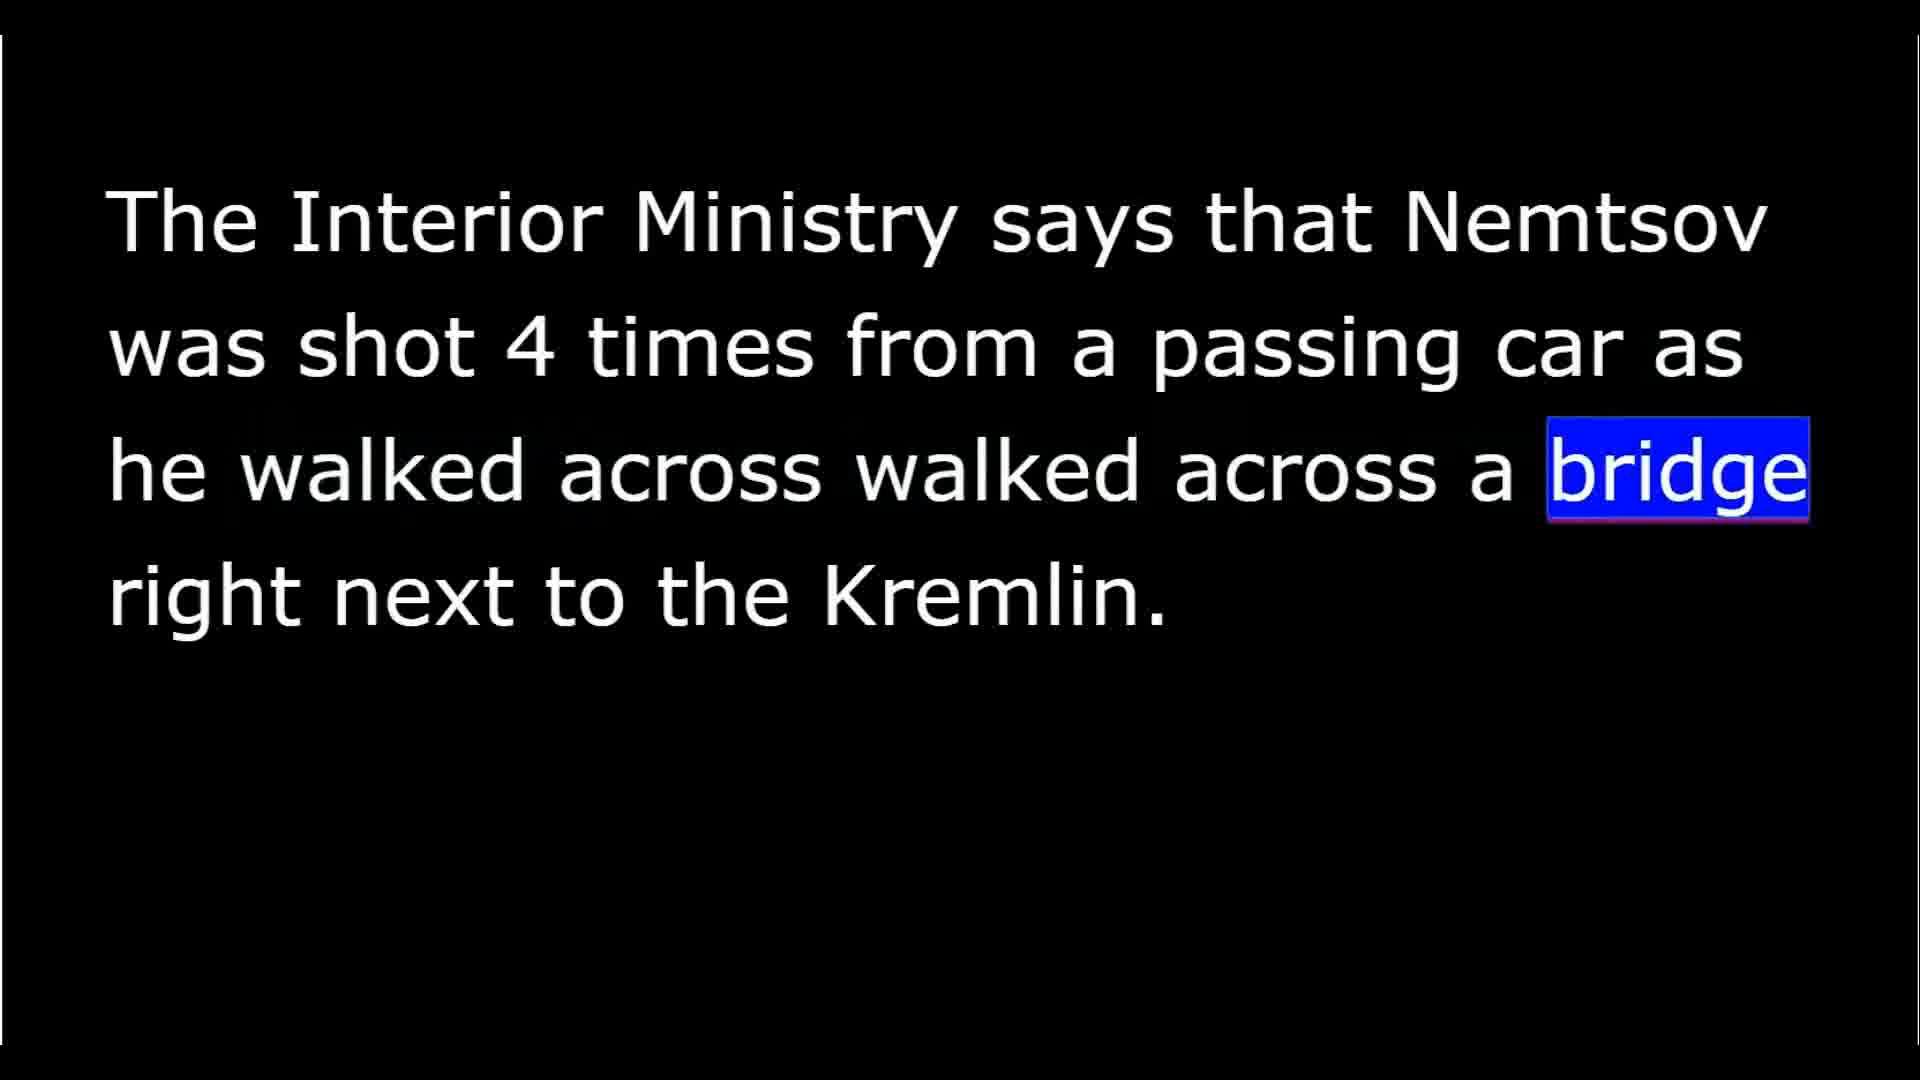 The Interior Ministry says that Nemtsov
was shot 4 times from a passing car as
he walked across walked across a bridge
right next to the Kremlin.